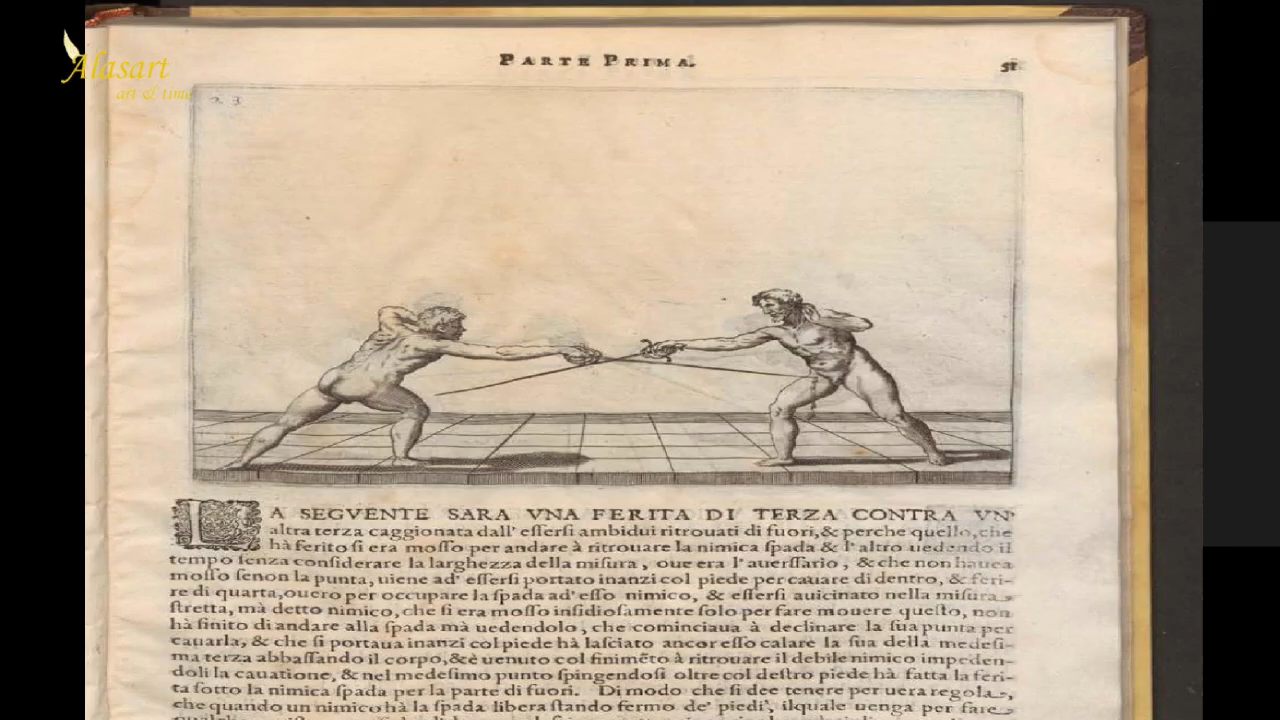 Alasart
art & time
PARTE PRIMA.
51
23
LA SEGVENTE SARA VNA FERITA DI TERZA CONTRA VN'
altra terza caggionata dall' eſſerſi ambidui ritrouati di fuori, & perche quello, che
hà ferito ſi era moſſo per andare à ritrouare la nimica ſpada & l' altro uedendo il
tempo ſenza conſiderare la larghezza della miſura, oue era l' auerſſario, & che non hauea
moſſo ſenon la punta, uiene ad' eſſerſi portato inanzi col piede per cauare di dentro, & feri-
re di quarta, ouero per occupare la ſpada ad' eſſo nimico, & eſſerſi auicinato nella miſura
ſtretta, mà detto nimico, che ſi era moſſo inſidioſamente ſolo per fare mouere queſto, non
hà finito di andare alla ſpada mà uedendolo, che cominciaua à declinare la ſua punta per
cauarla, & che ſi portaua inanzi col piede hà laſciato ancor eſſo calare la ſua della medeſi-
ma terza abbaſſando il corpo, & è uenuto col finimẽto à ritrouare il debile nimico impeden-
doli la cauatione, & nel medeſimo punto ſpingendoſi oltre col deſtro piede hà fatta la feri-
ta ſotto la nimica ſpada per la parte di fuori. Di modo che ſi dee tenere per uera regola,
che quando un nimico hà la ſpada libera ſtando fermo de' piedi, ilquale uenga per fare